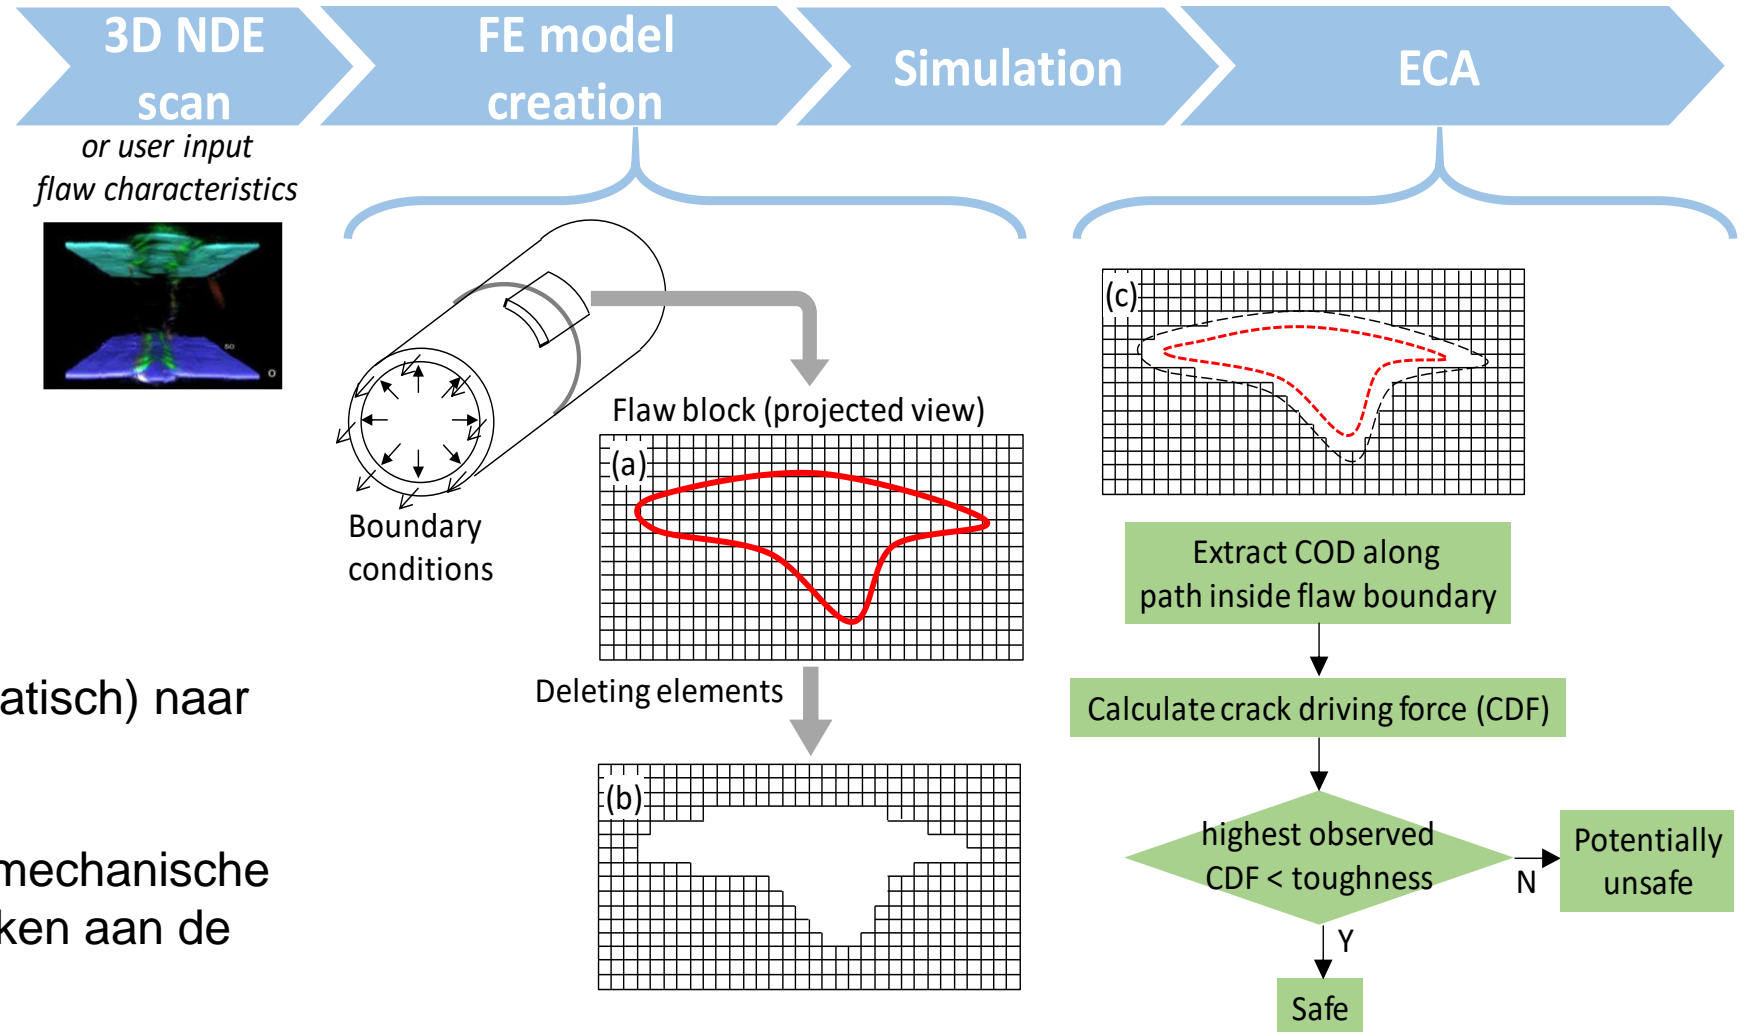 3D NDE
scan
FE model
creation
Simulation
ECA
or user input
flaw characteristics
50
0
Boundary
conditions
Flaw block (projected view)
(a)
Deleting elements
(b)
(c)
Extract COD along
path inside flaw boundary
Calculate crack driving force (CDF)
highest observed
CDF < toughness
N
Potentially
unsafe
Y
Safe
atisch) naar
mechanische
ken aan de